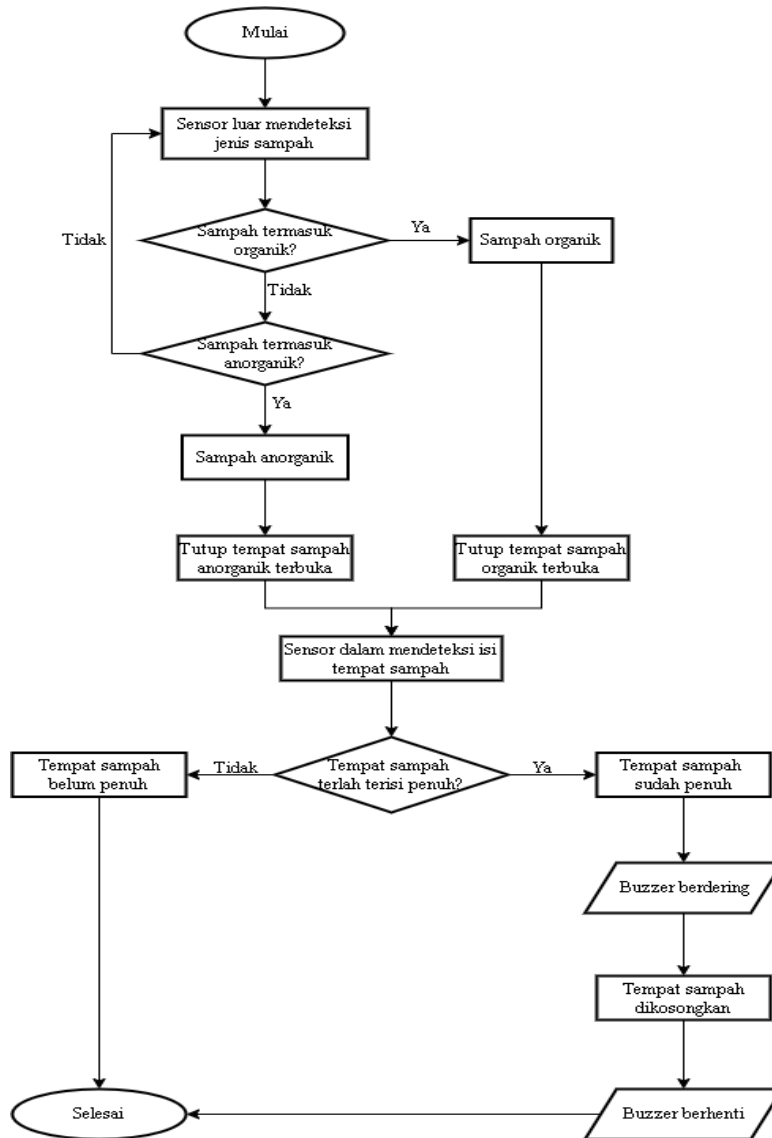 Mulai
Sensor luar mendeteksi
jenis sampah
Sampah termasuk
organik?
Ya
Sampah organik
Tidak
Tidak
Sampah termasuk
anorganik?
Ya
Sampah anorganik
Tutup tempat sampah
anorganik terbuka
Tutup tempat sampah
organik terbuka
Sensor dalam mendeteksi isi
tempat sampah
Tempat sampah
belum penuh
Tidak
Tempat sampah
terlah terisi penuh?
Ya
Tempat sampah
sudah penuh
Buzzer berdering
Tempat sampah
dikosongkan
Selesai
Buzzer berhenti